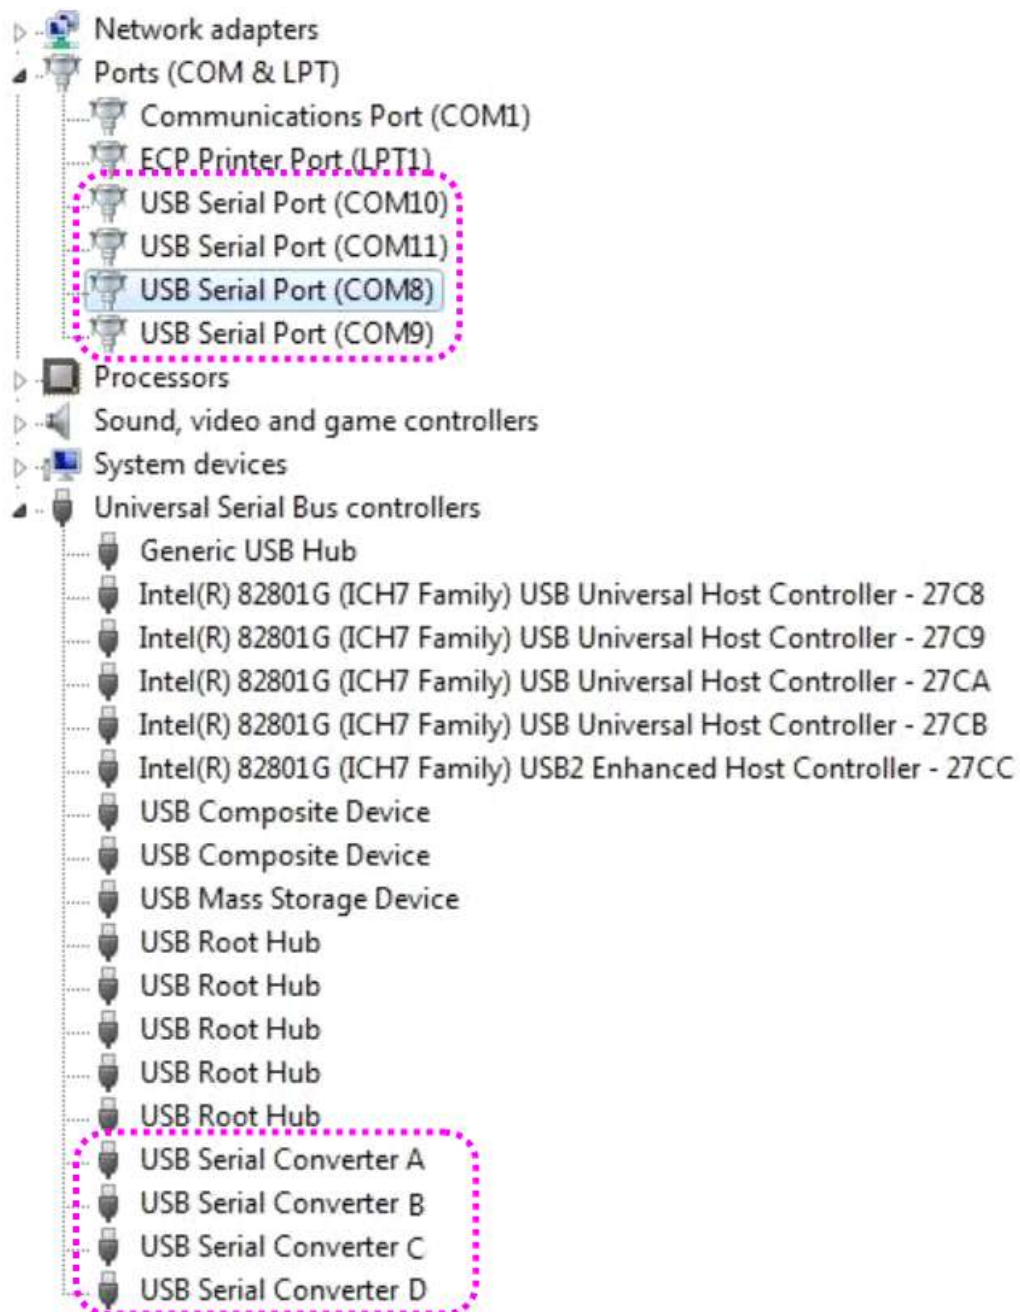 Network adapters
Ports (COM & LPT)
Communications Port (COM1)
ECP Printer Port (LPT1)
USB Serial Port (COM10)
USB Serial Port (COM11)
USB Serial Port (COM8)
USB Serial Port (COM9)
Processors
Sound, video and game controllers
System devices
Universal Serial Bus controllers
Generic USB Hub
Intel(R) 82801G (ICH7 Family) USB Universal Host Controller - 27C8
Intel(R) 82801G (ICH7 Family) USB Universal Host Controller - 27C9
Intel(R) 82801G (ICH7 Family) USB Universal Host Controller - 27CA
Intel(R) 82801G (ICH7 Family) USB Universal Host Controller - 27CB
Intel(R) 82801G (ICH7 Family) USB2 Enhanced Host Controller - 27CC
USB Composite Device
USB Composite Device
USB Mass Storage Device
USB Root Hub
USB Root Hub
USB Root Hub
USB Root Hub
USB Root Hub
USB Serial Converter A
USB Serial Converter B
USB Serial Converter C
USB Serial Converter D